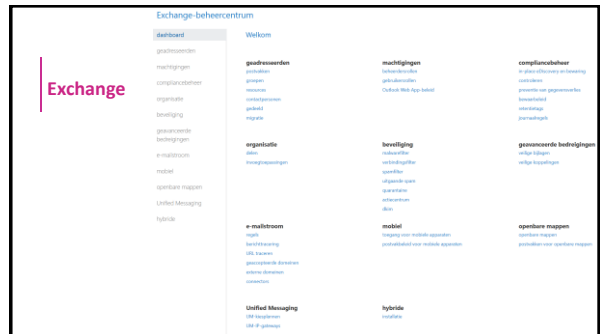 Exchange
Exchange-beheercentrum
dashboard
geadresseerden
machtigingen
compliancebeheer
organisatie
beveiliging
geavanceerde
bedreigingen
e-mailstroom
mobiel
openbare mappen
Unified Messaging
hybride
Welkom
geadresseerden
postvakken
groepen
resources
contactpersonen
gedeeld
migratie
machtigingen
beheerdersrollen
gebruikersrollen
Outlook Web App-beleid
compliancebeheer
in-place eDiscovery en bewaring
controleren
preventie van gegevensverlies
bewaarbeleid
retentietags
journaalregels
organisatie
delen
invoegtoepassingen
beveiliging
malwarefilter
verbindingsfilter
spamfilter
uitgaande spam
quarantaine
actiecentrum
dkim
geavanceerde bedreigingen
veilige bijlagen
veilige koppelingen
e-mailstroom
regels
berichttracering
URL traceren
geaccepteerde domeinen
externe domeinen
connectors
mobiel
toegang voor mobiele apparaten
postvakbeleid voor mobiele apparaten
openbare mappen
openbare mappen
postvakken voor openbare mappen
Unified Messaging
UM-kiesplannen
UM-IP-gateways
hybride
installatie